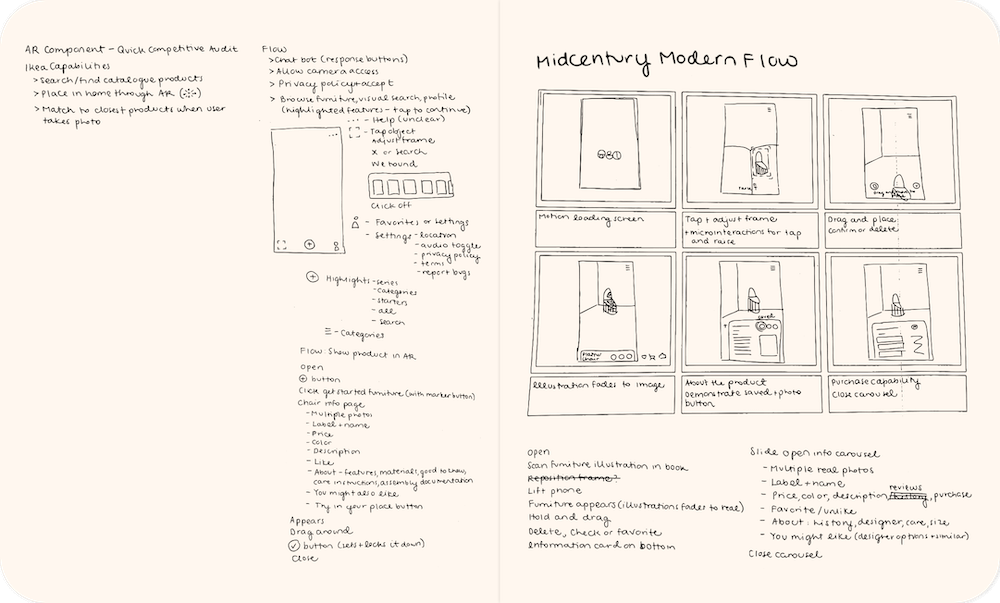 AR Component - Quick Competitive Audit
Ikea Capabilities
> Search/find catalogue products
> Place in home through AR
> Match to closest products when user
takes photo
Flow
> Chat bot (response buttons)
> Allow camera access
> Privacy policy + accept
> Browse furniture, visual search, profile
(highlighted features - tap to continue)
... - Help (unclear)
- Tap object
Adjust frame
X or search
We found
Click off
- Favorites or settings
- Settings - location
- audio toggle
- privacy policy
- terms
- report bugs
Highlights - series
- Categories
- starters
- all
- search
- Categories
Flow: Show product in AR
Open
+ button
Click get started furniture (with marker button)
Chair info page
- Multiple photos
- Label + name
- Price
- Color
- Description
- Like
- About - features, materials, good to know,
care instructions, assembly documentation
- You might also like
- Try in your place button
Appears
Drag around
✓ button (sets + locks it down)
Close
Midcentury Modern Flow
Motion loading screen
Tap + adjust frame
+ microinteractions for tap
and raise
Drag and place
confirm or delete
Chair
saved
Illustration fades to image
About the product
Demonstrate saved + photo
button
Purchase capability
Close carousel
Open
Scan furniture illustration in book
Reposition frame?
Lift phone
Furniture appears (illustrations fades to real)
Hold and drag
Delete, check or favorite
Information card on bottom
Slide open info carousel
- Multiple real photos
- Label + name
reviews
- Price, color, description, history, purchase
- Favorite/unlike
- About: history, designer, care, size
- You might like (designer options + similar)
Close carousel